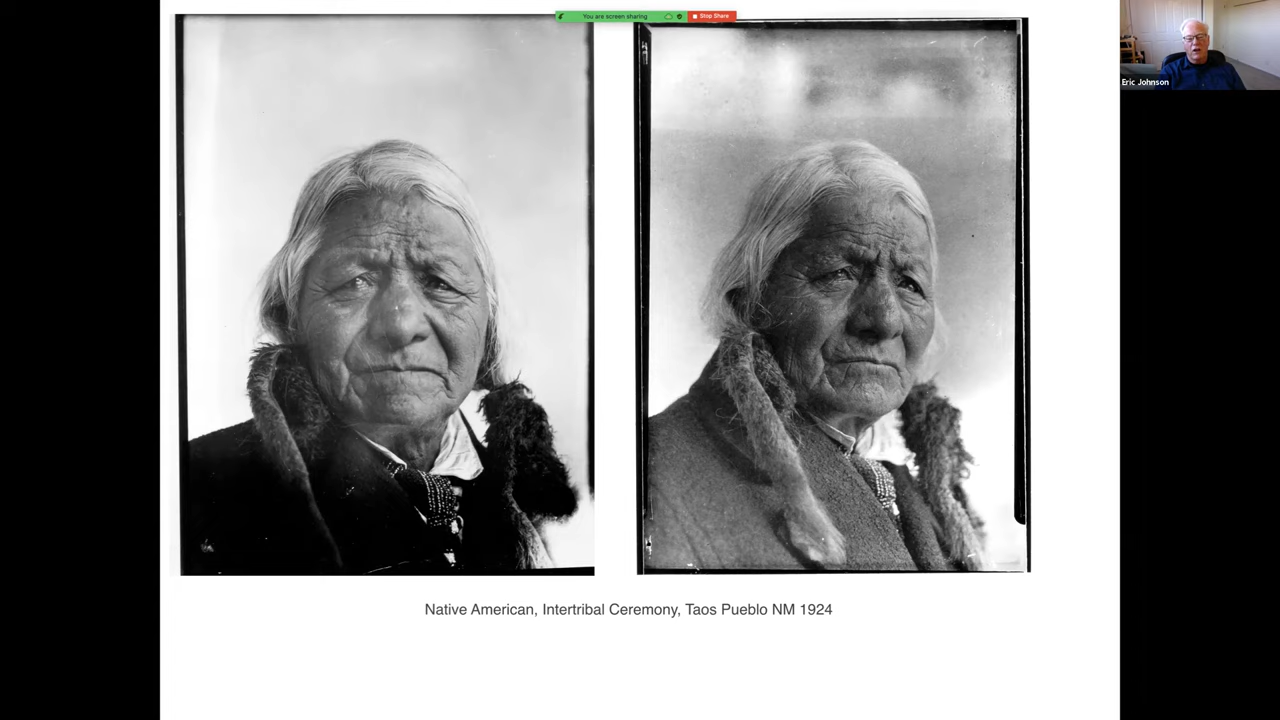 You are screen sharing
Stop Share
Eric Johnson
Native American, Intertribal Ceremony, Taos Pueblo NM 1924